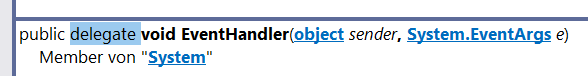 public delegate void EventHandler(object sender, System.EventArgs e)
Member von "System"